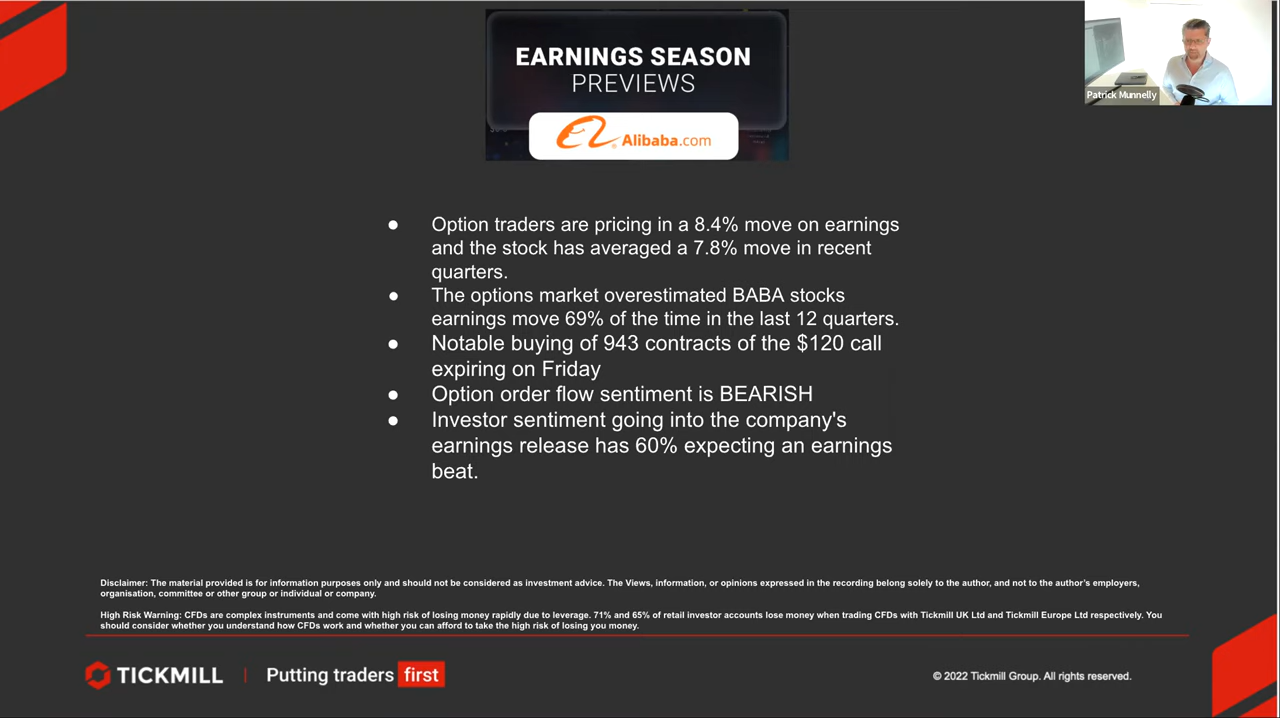 EARNINGS SEASON
PREVIEWS
Alibaba.com
Patrick Munnelly
● Option traders are pricing in a 8.4% move on earnings
and the stock has averaged a 7.8% move in recent
quarters.
● The options market overestimated BABA stocks
earnings move 69% of the time in the last 12 quarters.
● Notable buying of 943 contracts of the $120 call
expiring on Friday
● Option order flow sentiment is BEARISH
● Investor sentiment going into the company's
earnings release has 60% expecting an earnings
beat.
Disclaimer: The material provided is for information purposes only and should not be considered as investment advice. The Views, information, or opinions expressed in the recording belong solely to the author, and not to the author's employers,
organisation, committee or other group or individual or company.
High Risk Warning: CFDs are complex instruments and come with high risk of losing money rapidly due to leverage. 71% and 65% of retail investor accounts lose money when trading CFDs with Tickmill UK Ltd and Tickmill Europe Ltd respectively. You
should consider whether you understand how CFDs work and whether you can afford to take the high risk of losing you money.
TICKMILL | Putting traders first
© 2022 Tickmill Group. All rights reserved.